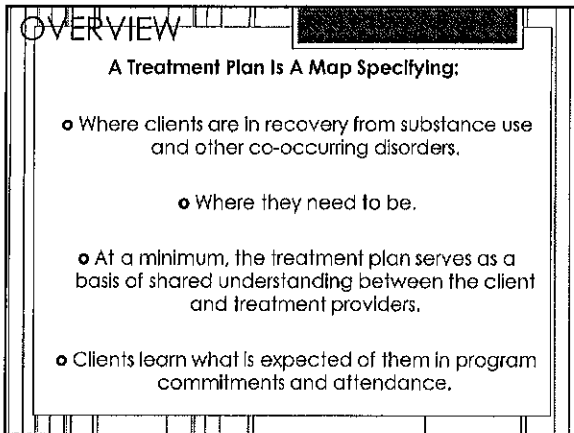 OVERVIEW
A Treatment Plan Is A Map Specifying:
o Where clients are in recovery from substance use
and other co-occurring disorders.
o Where they need to be.
o At a minimum, the treatment plan serves as a
basis of shared understanding between the client
and treatment providers.
o Clients learn what is expected of them in program
commitments and attendance.